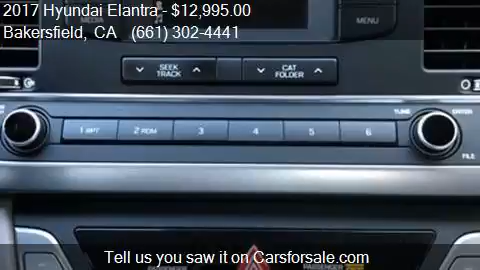 2017 Hyundai Elantra - $12,995.00
Bakersfield, CA (661) 302-4441
MENU
SEEK TRACK
CAT FOLDER
TUNE
ENTER
1 RPT
2 RDM
3
4
5
6
FILE
PASSENGER
Tell us you saw it on Carsforsale.com